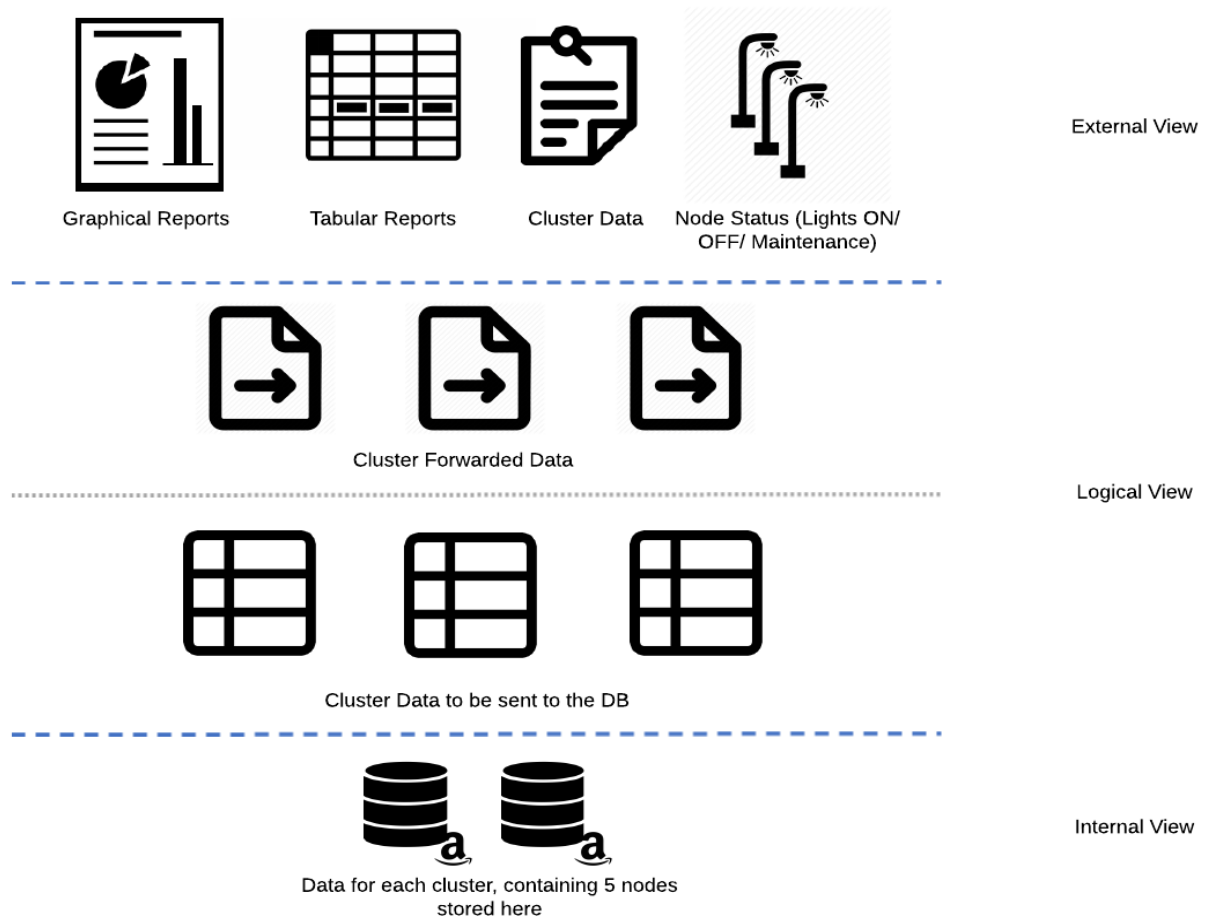 External View
Graphical Reports
Tabular Reports
Cluster Data
Node Status (Lights ON/
OFF/ Maintenance)
Cluster Forwarded Data
Logical View
Cluster Data to be sent to the DB
a
a
Internal View
Data for each cluster, containing 5 nodes
stored here